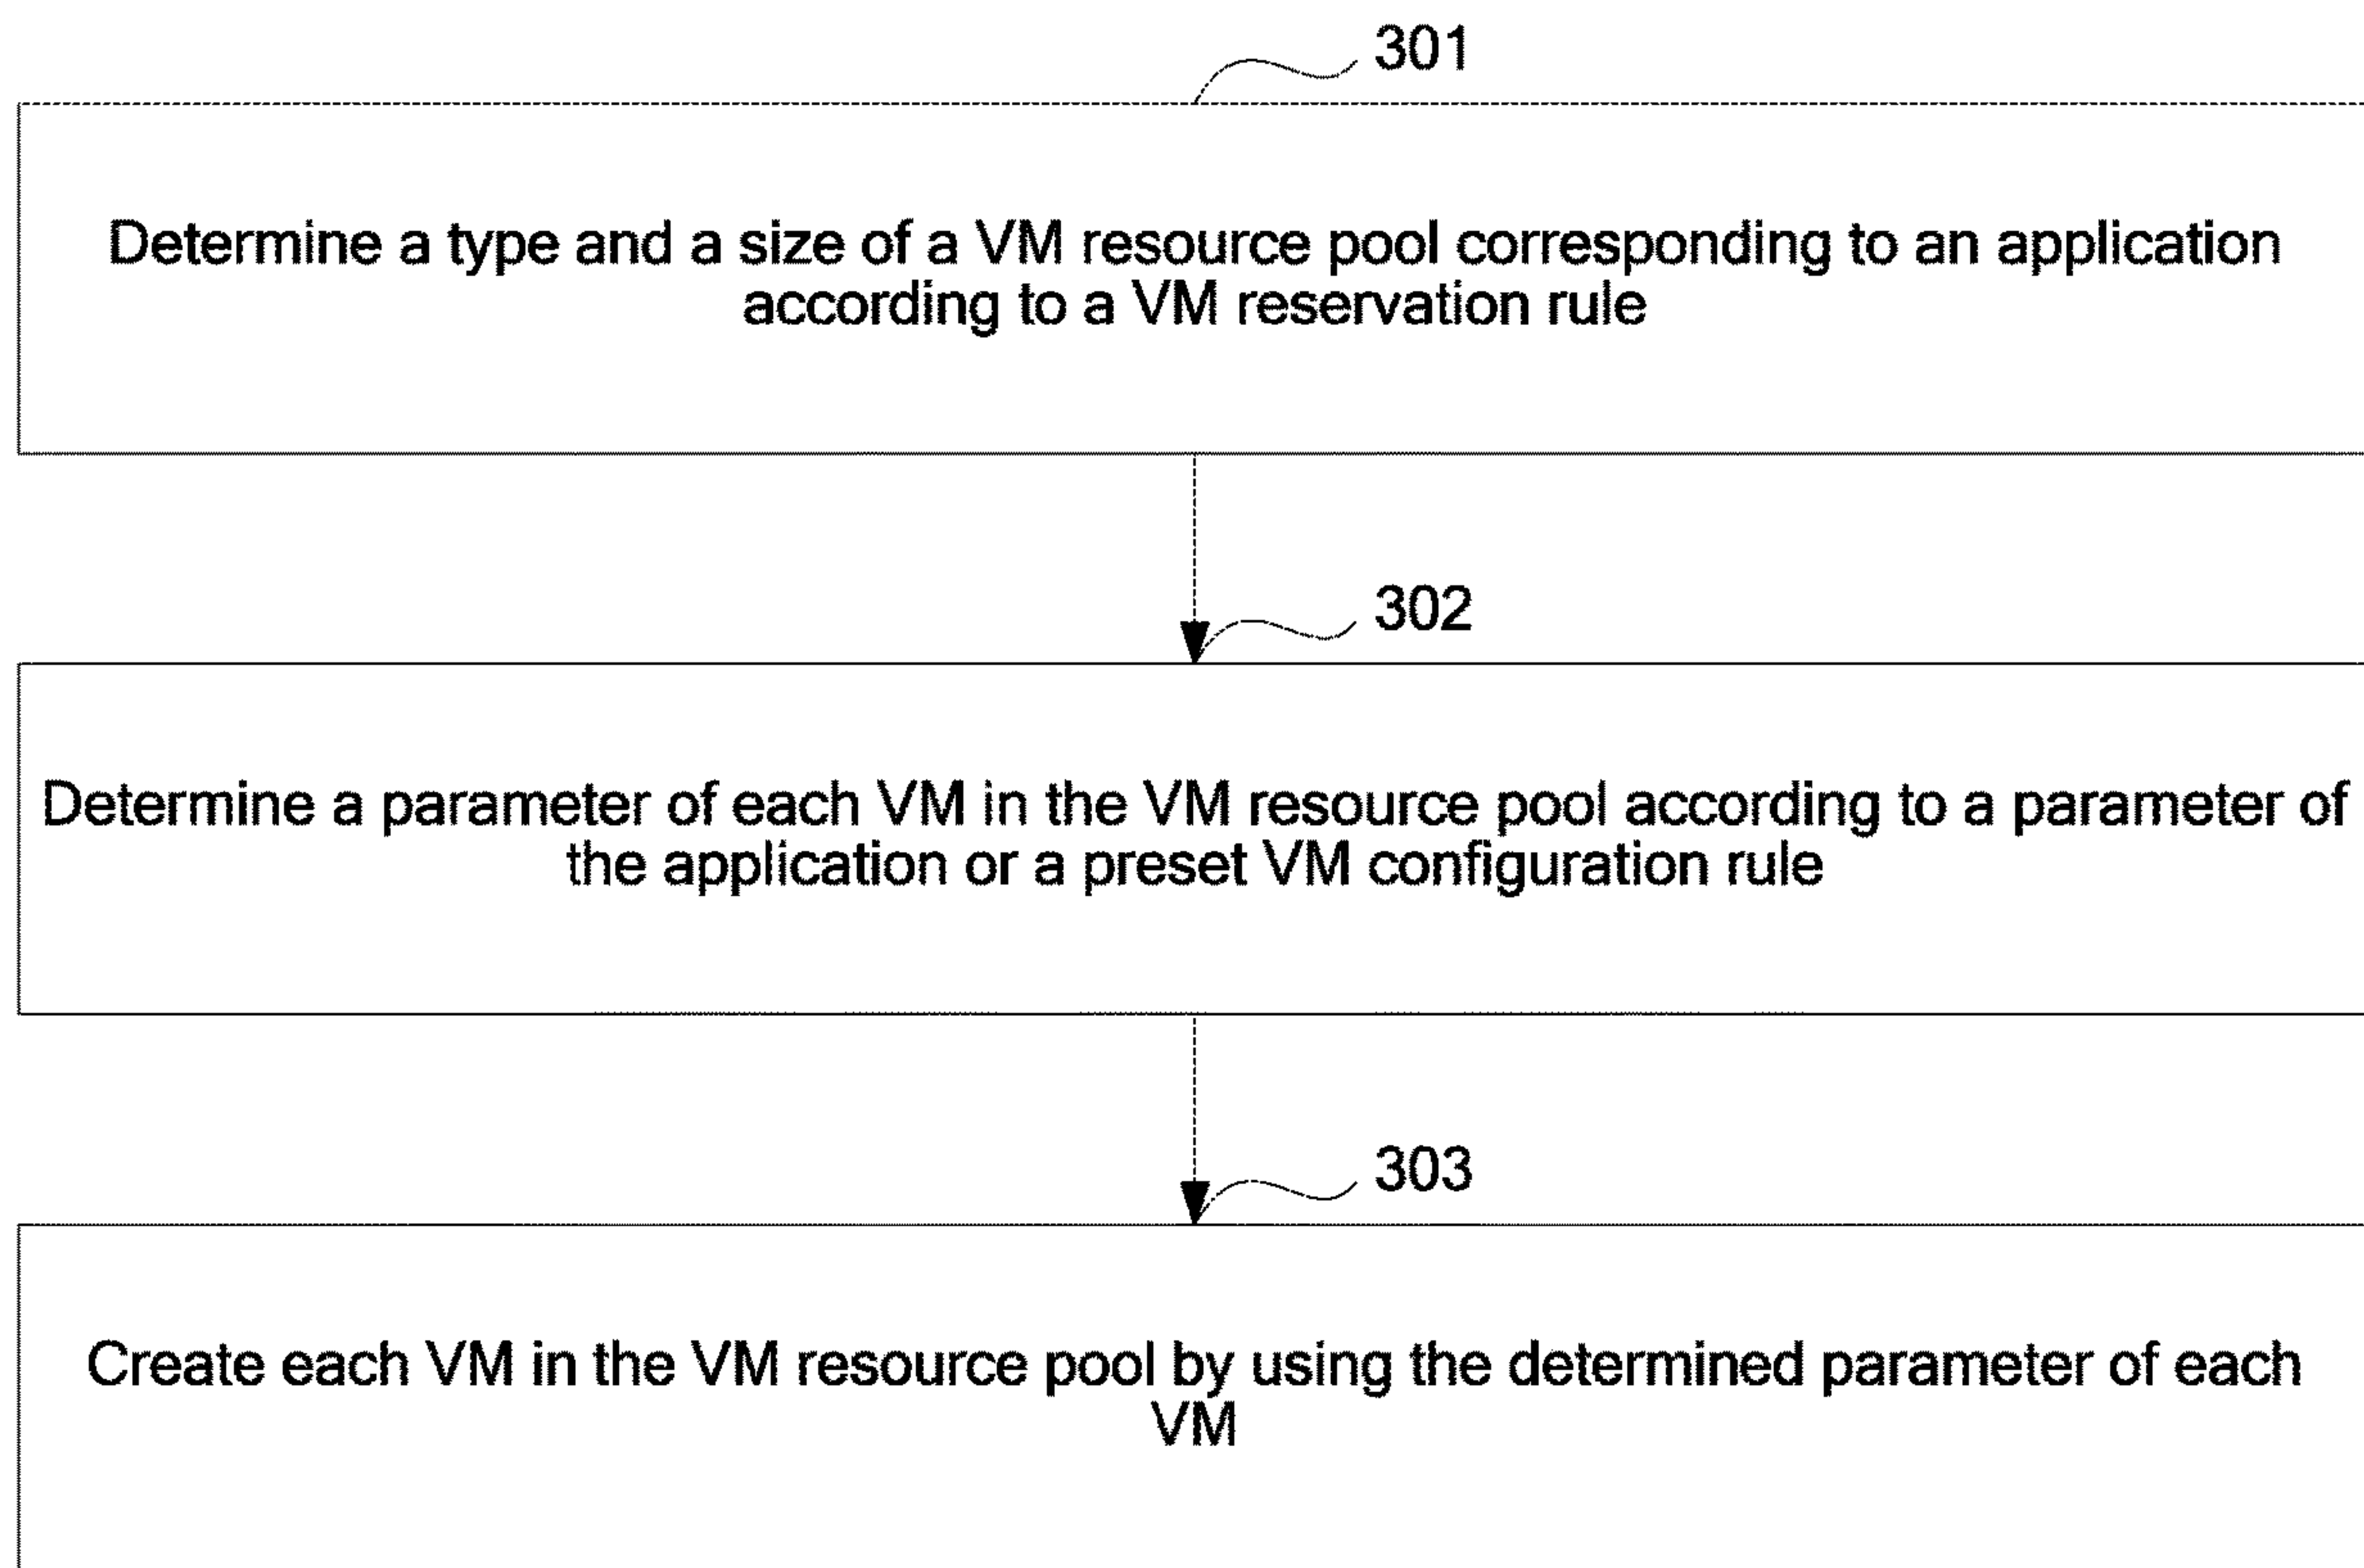 301
Determine a type and a size of a VM resource pool corresponding to an application
according to a VM reservation rule
302
Determine a parameter of each VM in the VM resource pool according to a parameter of
the application or a preset VM configuration rule
303
Create each VM in the VM resource pool by using the determined parameter of each
VM